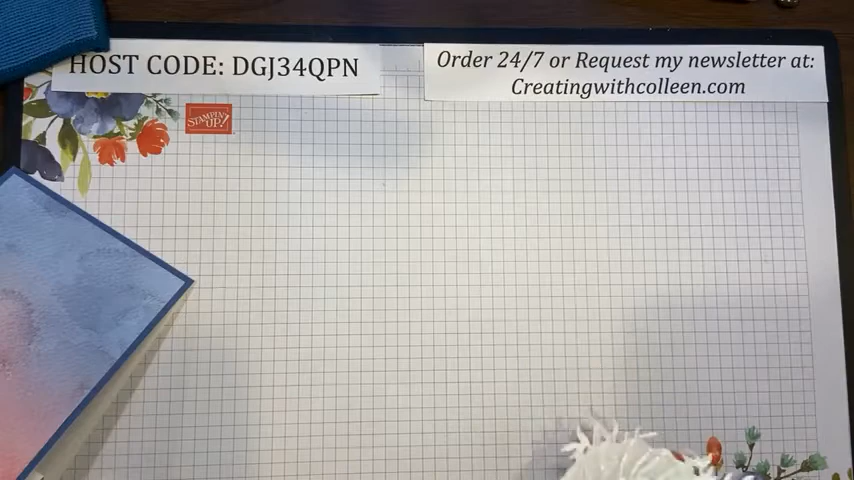 HOST CODE: DGJ34QPN
Order 24/7 or Request my newsletter at:
Creatingwithcolleen.com
STAMPIN' UP!